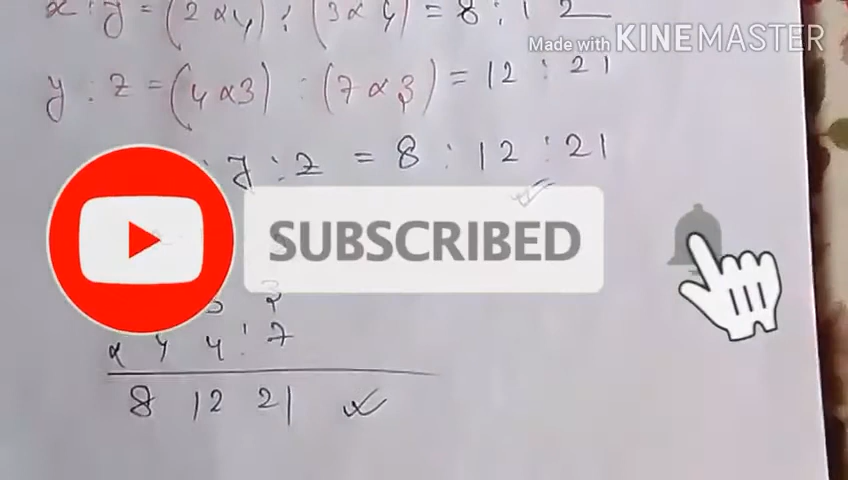 x : y = (2 × 4) : (3 × 4) = 8 : 12
Made with KINEMASTER
y : z = (4 × 3) : (7 × 3) = 12 : 21
: y : z = 8 : 12 : 21
SUBSCRIBED
3
× 4 4 : 7
8 12 21